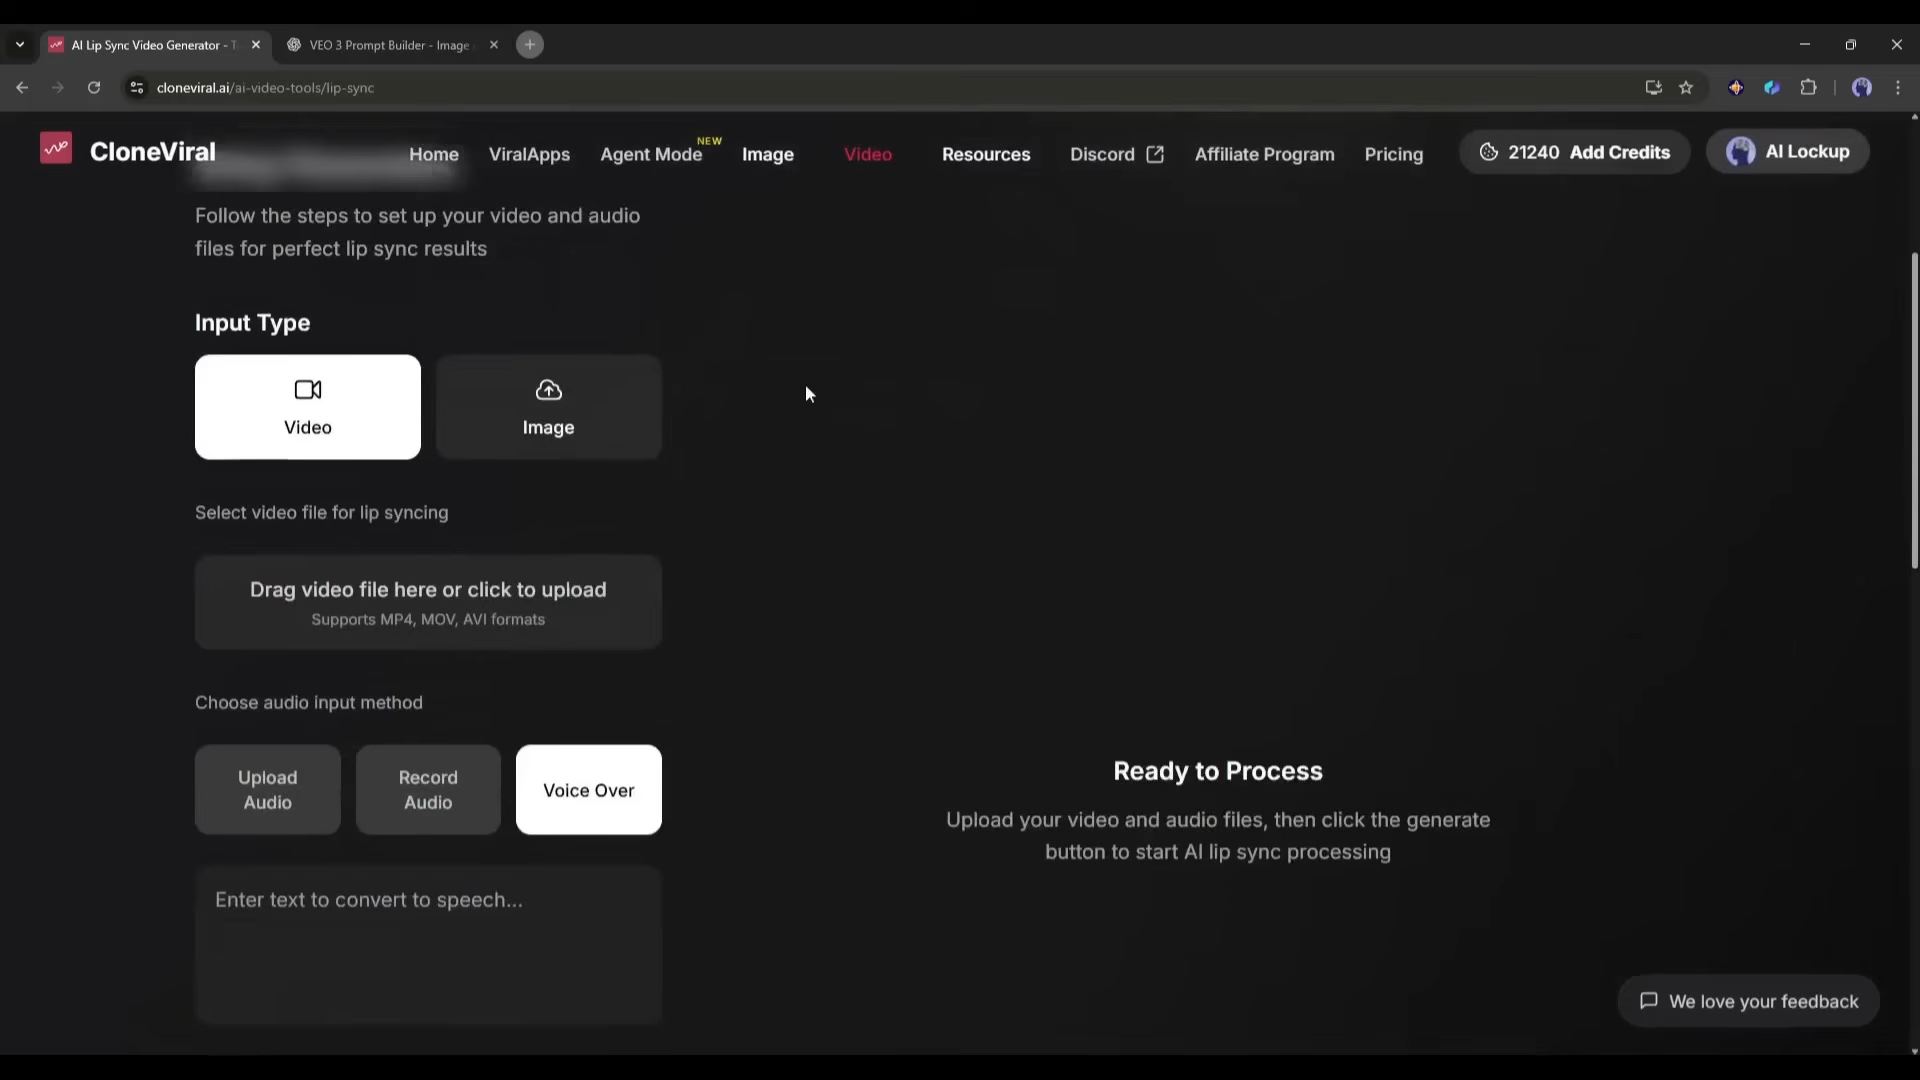 AI Lip Sync Video Generator - T
VEO 3 Prompt Builder - Image
cloneviral.ai/ai-video-tools/lip-sync
CloneViral
Home
ViralApps
Agent Mode
NEW
Image
Video
Resources
Discord
Affiliate Program
Pricing
21240 Add Credits
AI Lockup
Follow the steps to set up your video and audio
files for perfect lip sync results
Input Type
Video
Image
Select video file for lip syncing
Drag video file here or click to upload
Supports MP4, MOV, AVI formats
Choose audio input method
Upload
Audio
Record
Audio
Voice Over
Enter text to convert to speech...
Ready to Process
Upload your video and audio files, then click the generate
button to start AI lip sync processing
We love your feedback